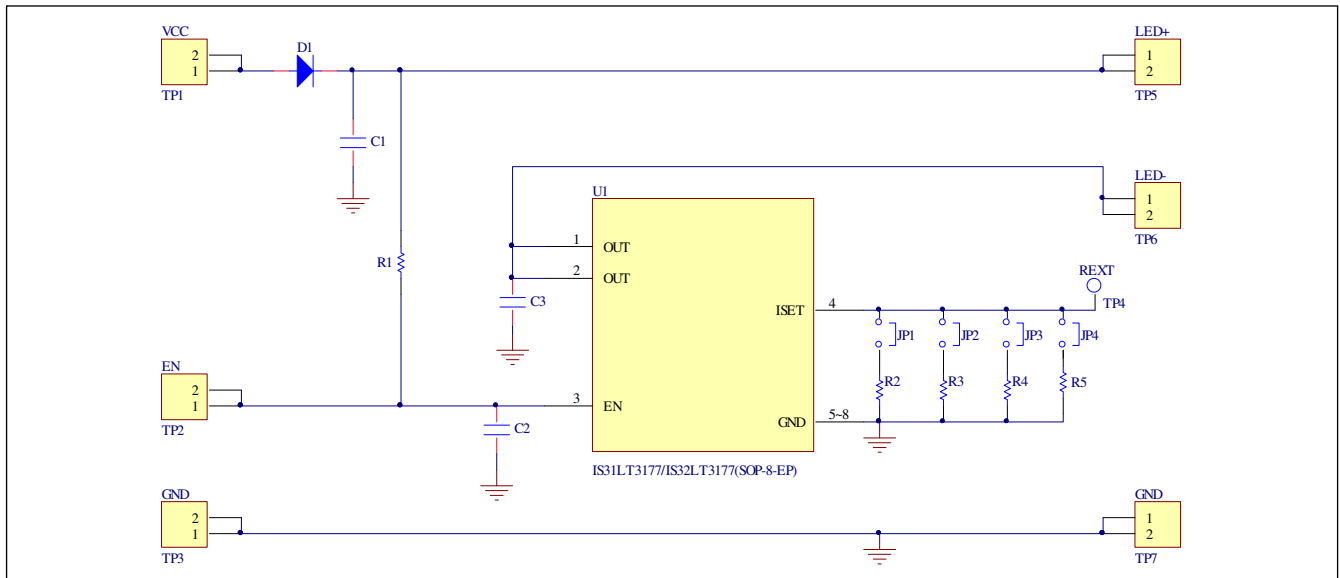 VCC
2
1
TP1
D1
C1
LED+
1
2
TP5
LED-
1
2
TP6
U1
1
OUT
2
OUT
C3
R1
ISET
4
REXT
TP4
JP1
JP2
JP3
JP4
R2
R3
R4
R5
EN
2
1
TP2
3
EN
C2
GND
5~8
IS31LT3177/IS32LT3177(SOP-8-EP)
GND
2
1
TP3
GND
1
2
TP7